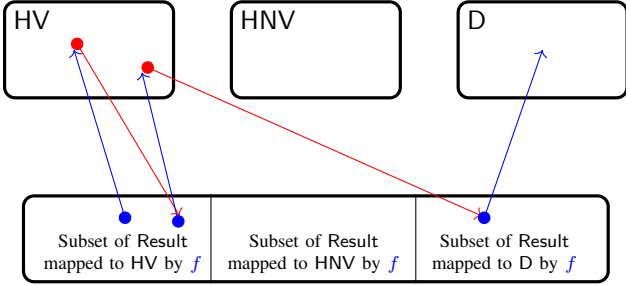 HV
HNV
D
Subset of Result
mapped to HV by f
Subset of Result
mapped to HNV by f
Subset of Result
mapped to D by f